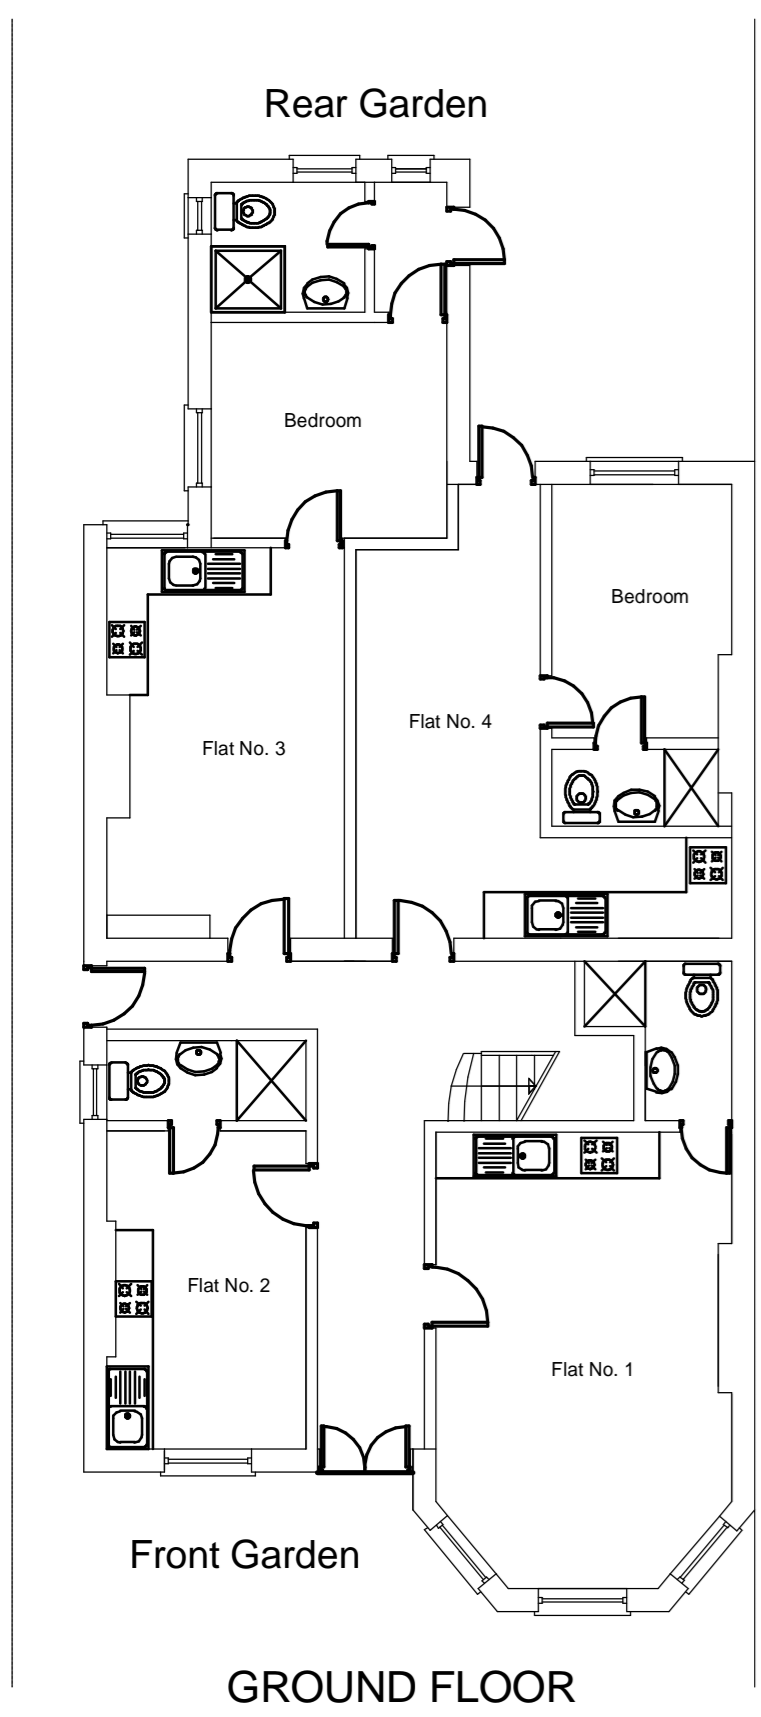 Rear Garden
Bedroom
Bedroom
Flat No. 4
Flat No. 3
Flat No. 2
Flat No. 1
Front Garden
GROUND FLOOR